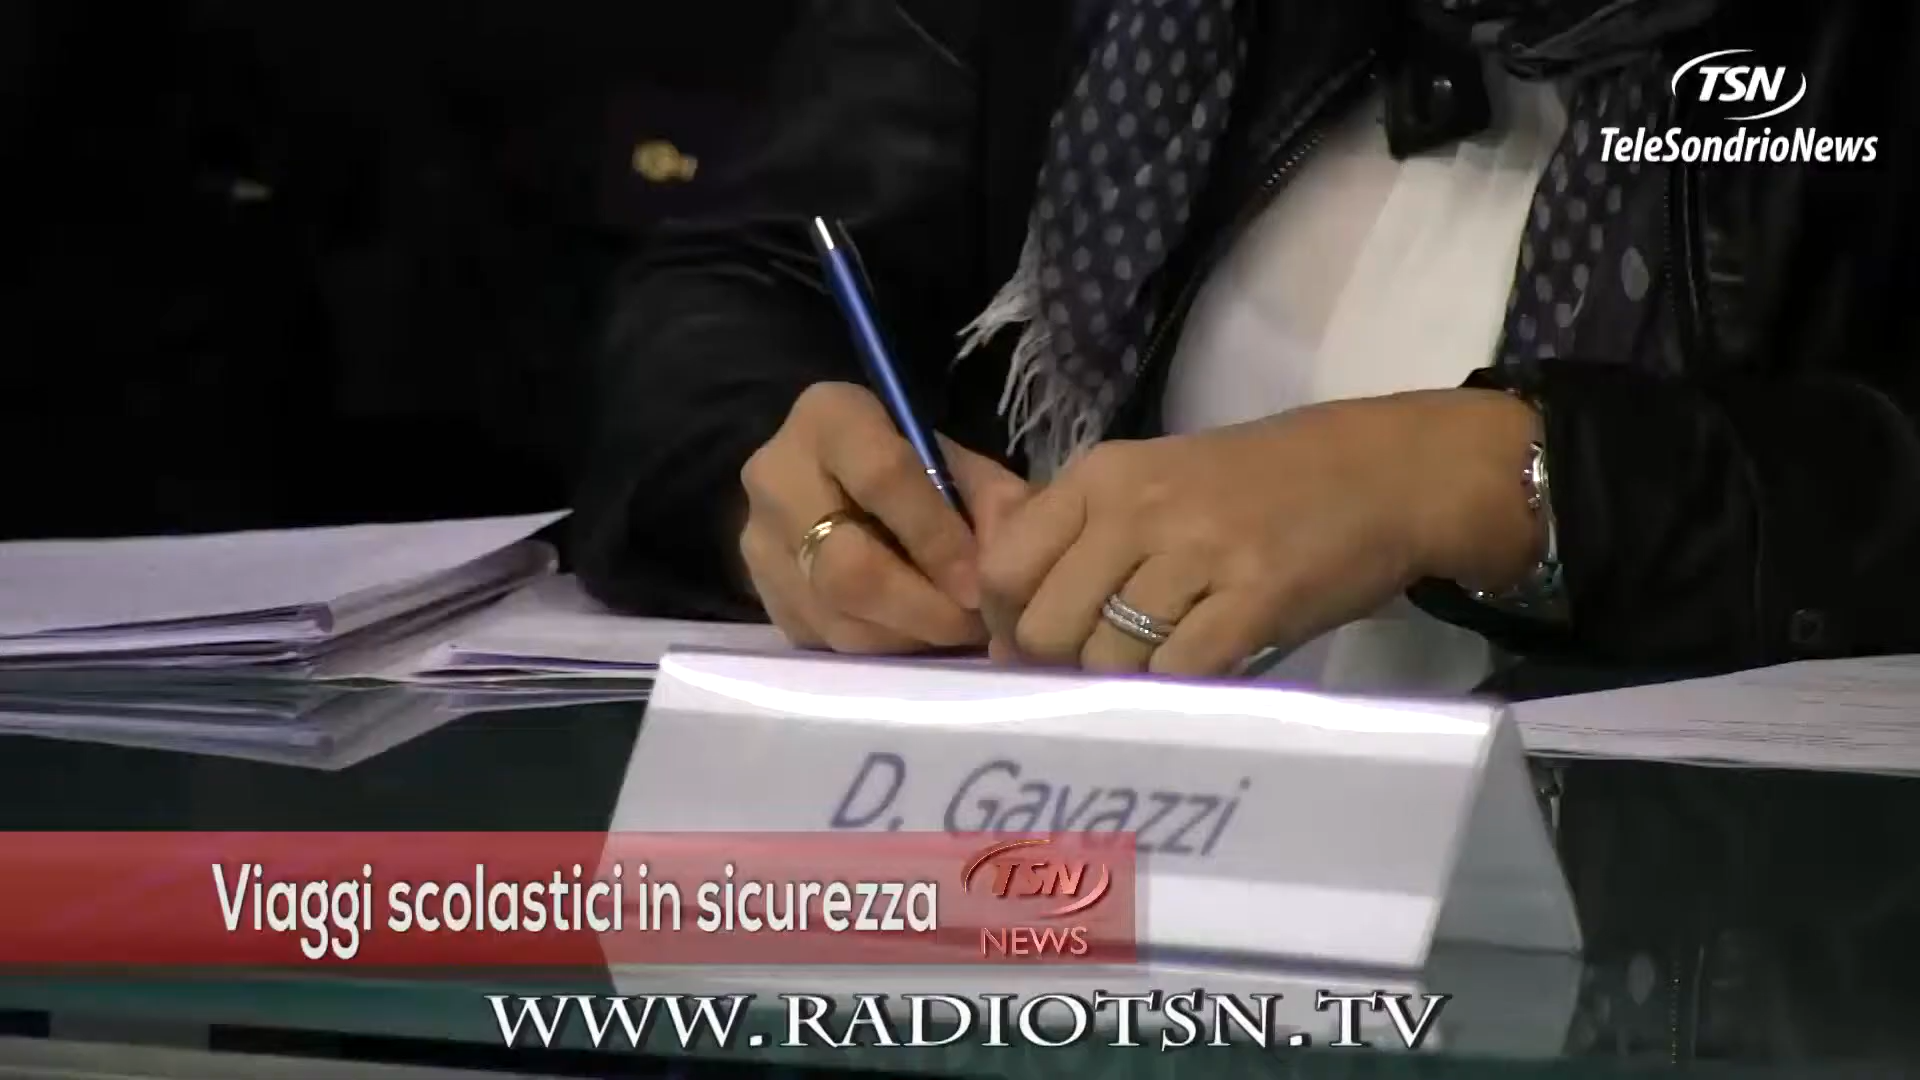 TSN
TeleSondrioNews
D. Gavazzi
Viaggi scolastici in sicurezza
TSN
NEWS
WWW.RADIOTSN.TV